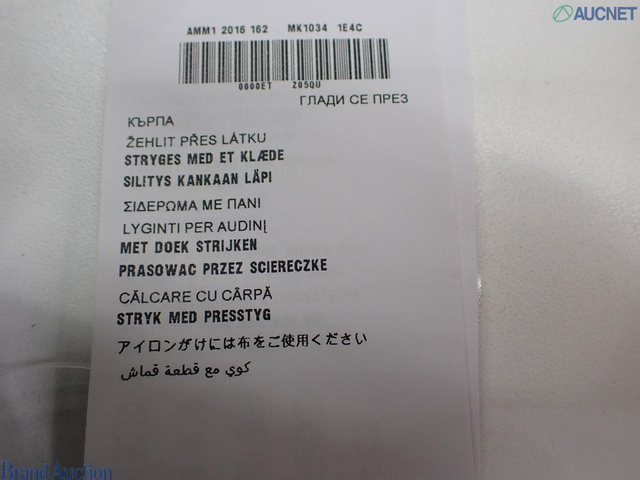 AUCNET
AMM1 2016 162 MK1034 1E4C
0000ET Z05QU
ГЛАДИ СЕ ПРЕЗ
КЪРПА
ŽEHLIT PŘES LÁTKU
STRYGES MED ET KLÆDE
SILITYS KANKAAN LÄPI
ΣΙΔΕΡΩΜΑ ΜΕ ΠΑΝΙ
LYGINTI PER AUDINĮ
MET DOEK STRIJKEN
PRASOWAC PRZEZ SCIERECZKE
CĂLCARE CU CÂRPĂ
STRYK MED PRESSTYG
アイロンがけには布をご使用ください
كوي مع قطعة قماش
Brand Auction